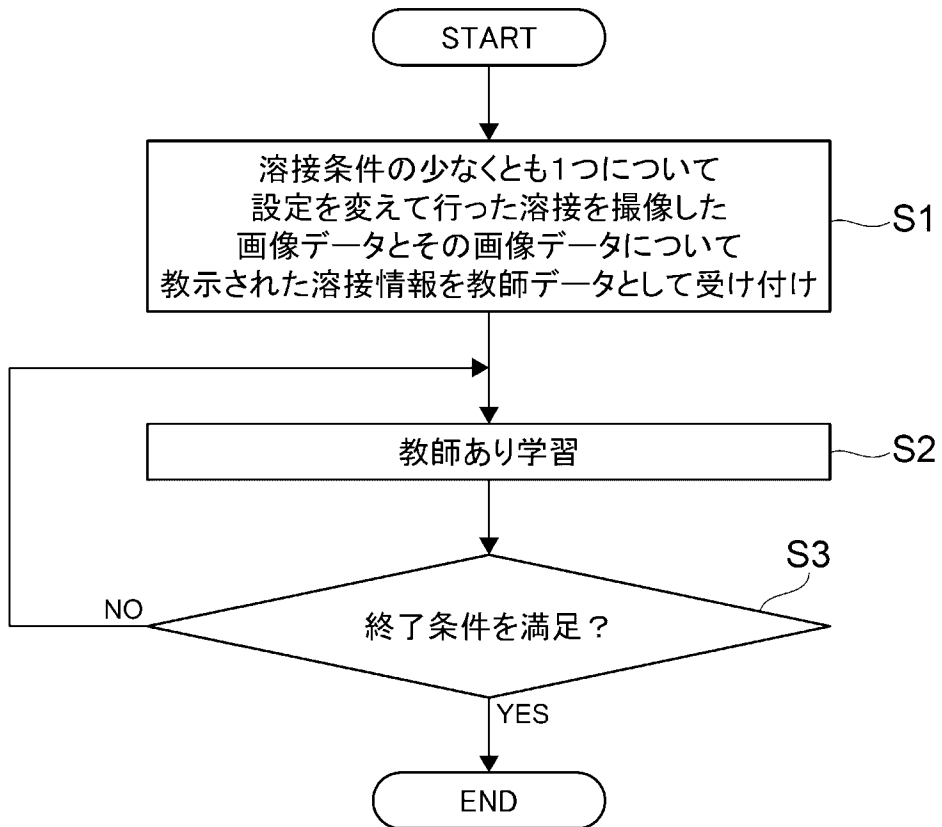 START
溶接条件の少なくとも1つについて
設定を変えて行った溶接を撮像した
画像データとその画像データについて
教示された溶接情報を教師データとして受け付け
S1
教師あり学習
S2
S3
終了条件を満足？
NO
YES
END